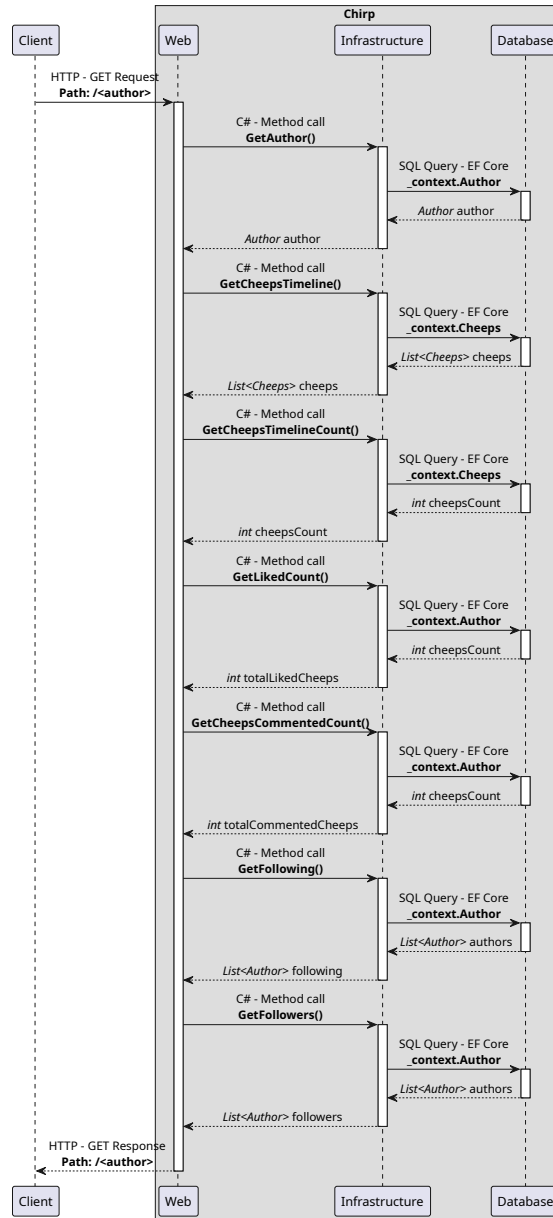 Chirp
Client Web Infrastructure Database
HTTP - GET Request
Path: /<author>
C# - Method call
GetAuthor()
SQL Query - EF Core
_context.Author
Author author
Author author
C# - Method call
GetCheepsTimeline()
SQL Query - EF Core
_context.Cheeps
List<Cheeps> cheeps
List<Cheeps> cheeps
C# - Method call
GetCheepsTimelineCount()
SQL Query - EF Core
_context.Cheeps
int cheepsCount
int cheepsCount
C# - Method call
GetLikedCount()
SQL Query - EF Core
_context.Author
int cheepsCount
int totalLikedCheeps
C# - Method call
GetCheepsCommentedCount()
SQL Query - EF Core
_context.Author
int cheepsCount
int totalCommentedCheeps
C# - Method call
GetFollowing()
SQL Query - EF Core
_context.Author
List<Author> authors
List<Author> following
C# - Method call
GetFollowers()
SQL Query - EF Core
_context.Author
List<Author> authors
List<Author> followers
HTTP - GET Response
Path: /<author>
Client Web Infrastructure Database